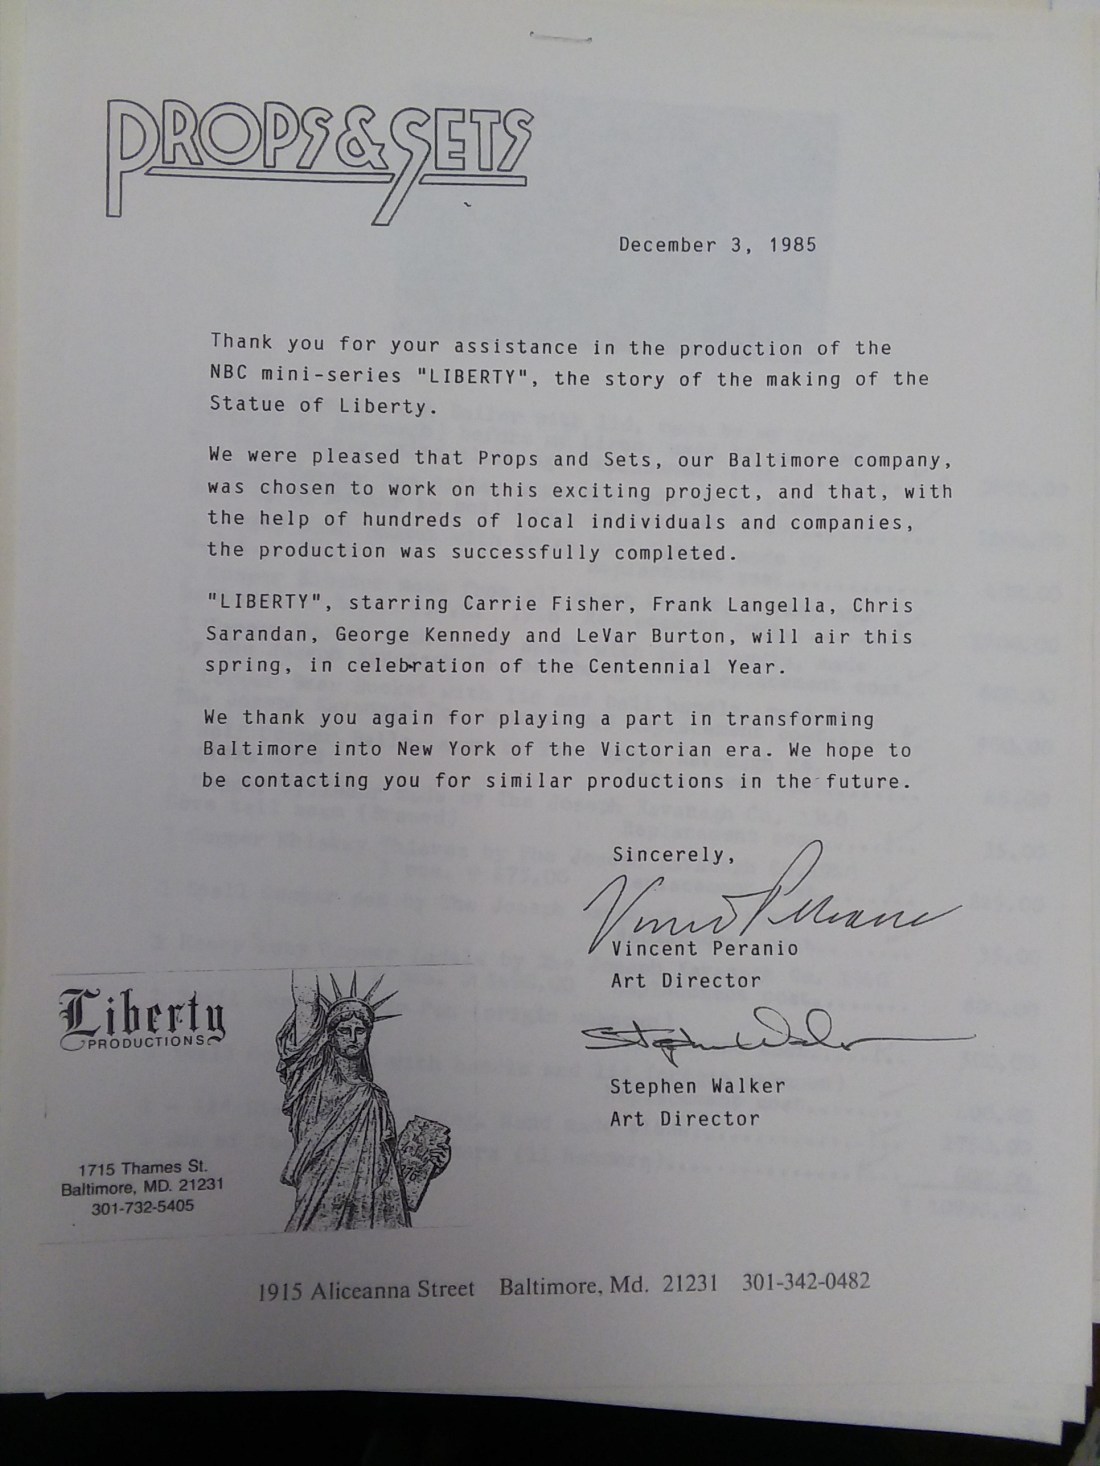 PROPS & SETS
December 3, 1985
Thank you for your assistance in the production of the
NBC mini-series "LIBERTY", the story of the making of the
Statue of Liberty.
We were pleased that Props and Sets, our Baltimore company,
was chosen to work on this exciting project, and that, with
the help of hundreds of local individuals and companies,
the production was successfully completed.
"LIBERTY", starring Carrie Fisher, Frank Langella, Chris
Sarandan, George Kennedy and LeVar Burton, will air this
spring, in celebration of the Centennial Year.
We thank you again for playing a part in transforming
Baltimore into New York of the Victorian era. We hope to
be contacting you for similar productions in the future.
Sincerely,
Vincent Peranio
Vincent Peranio
Art Director
Stephen Walker
Stephen Walker
Art Director
Liberty
PRODUCTIONS
1715 Thames St.
Baltimore, MD. 21231
301-732-5405
1915 Aliceanna Street Baltimore, Md. 21231 301-342-0482